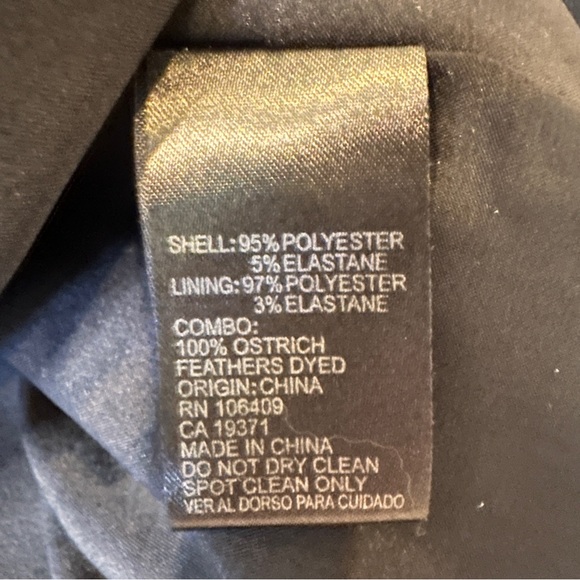 SHELL:95%POLYESTER
5%ELASTANE
LINING:97%POLYESTER
3%ELASTANE
COMBO:
100% OSTRICH
FEATHERS DYED
ORIGIN:CHINA
RN 106409
CA 19371
MADE IN CHINA
DO NOT DRY CLEAN
SPOT CLEAN ONLY
VER AL DORSO PARA CUIDADO